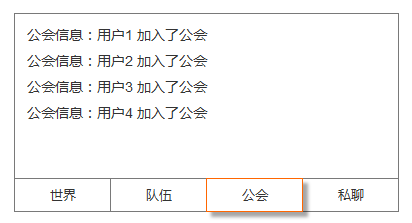 公会信息：用户1 加入了公会
公会信息：用户2 加入了公会
公会信息：用户3 加入了公会
公会信息：用户4 加入了公会
世界 队伍 公会 私聊